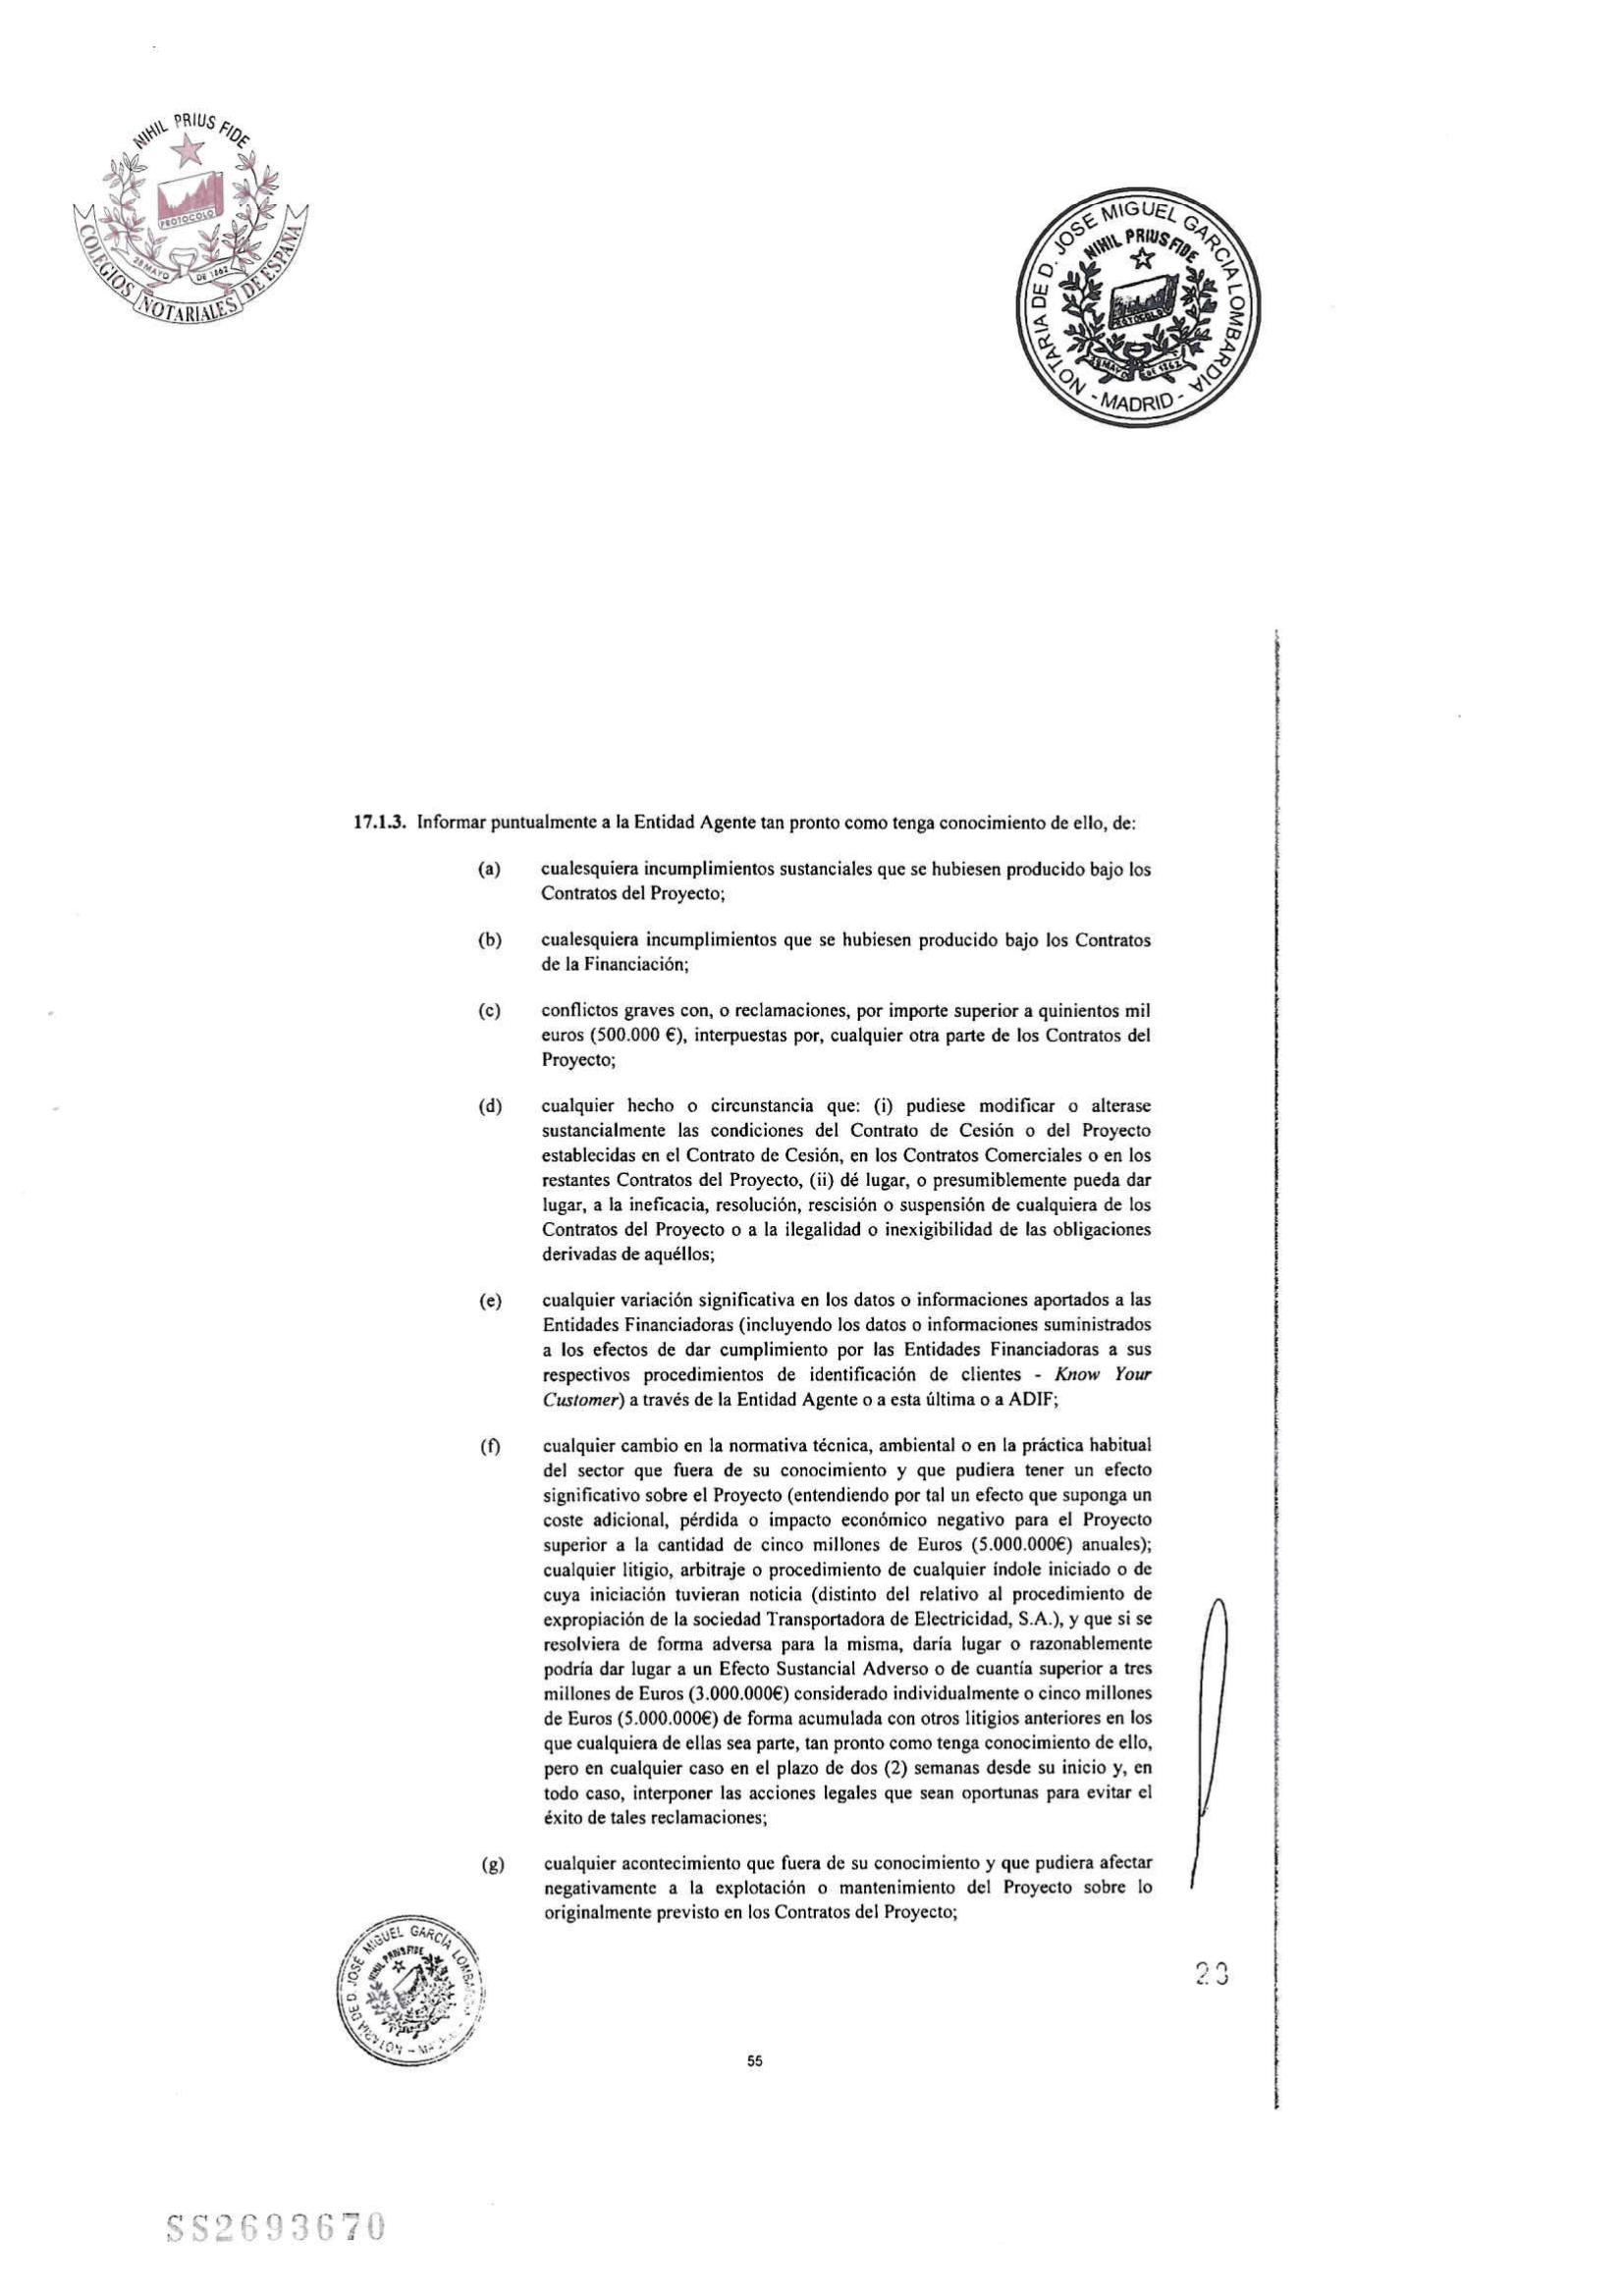 NIHIL PRIUS FIDE
PROTOCOLO
28 MAYO DE 1862
COLEGIOS NOTARIALES DE ESPAÑA
NOTARIA DE D. JOSE MIGUEL GARCIA LOMBARDIA
NIHIL PRIUS FIDE
PROTOCOLO
28 MAYO DE 1862
- MADRID -
17.1.3. Informar puntualmente a la Entidad Agente tan pronto como tenga conocimiento de ello, de:
(a) cualesquiera incumplimientos sustanciales que se hubiesen producido bajo los
Contratos del Proyecto;
(b) cualesquiera incumplimientos que se hubiesen producido bajo los Contratos
de la Financiación;
(c) conflictos graves con, o reclamaciones, por importe superior a quinientos mil
euros (500.000 €), interpuestas por, cualquier otra parte de los Contratos del
Proyecto;
(d) cualquier hecho o circunstancia que: (i) pudiese modificar o alterase
sustancialmente las condiciones del Contrato de Cesión o del Proyecto
establecidas en el Contrato de Cesión, en los Contratos Comerciales o en los
restantes Contratos del Proyecto, (ii) dé lugar, o presumiblemente pueda dar
lugar, a la ineficacia, resolución, rescisión o suspensión de cualquiera de los
Contratos del Proyecto o a la ilegalidad o inexigibilidad de las obligaciones
derivadas de aquéllos;
(e) cualquier variación significativa en los datos o informaciones aportados a las
Entidades Financiadoras (incluyendo los datos o informaciones suministrados
a los efectos de dar cumplimiento por las Entidades Financiadoras a sus
respectivos procedimientos de identificación de clientes - Know Your
Customer) a través de la Entidad Agente o a esta última o a ADIF;
(f) cualquier cambio en la normativa técnica, ambiental o en la práctica habitual
del sector que fuera de su conocimiento y que pudiera tener un efecto
significativo sobre el Proyecto (entendiendo por tal un efecto que suponga un
coste adicional, pérdida o impacto económico negativo para el Proyecto
superior a la cantidad de cinco millones de Euros (5.000.000€) anuales);
cualquier litigio, arbitraje o procedimiento de cualquier índole iniciado o de
cuya iniciación tuvieran noticia (distinto del relativo al procedimiento de
expropiación de la sociedad Transportadora de Electricidad, S.A.), y que si se
resolviera de forma adversa para la misma, daría lugar o razonablemente
podría dar lugar a un Efecto Sustancial Adverso o de cuantía superior a tres
millones de Euros (3.000.000€) considerado individualmente o cinco millones
de Euros (5.000.000€) de forma acumulada con otros litigios anteriores en los
que cualquiera de ellas sea parte, tan pronto como tenga conocimiento de ello,
pero en cualquier caso en el plazo de dos (2) semanas desde su inicio y, en
todo caso, interponer las acciones legales que sean oportunas para evitar el
éxito de tales reclamaciones;
(g) cualquier acontecimiento que fuera de su conocimiento y que pudiera afectar
negativamente a la explotación o mantenimiento del Proyecto sobre lo
originalmente previsto en los Contratos del Proyecto;
NOTARIA DE D. JOSÉ MIGUEL GARCÍA
NIHIL PRIUS FIDE
23
55
SS2693670